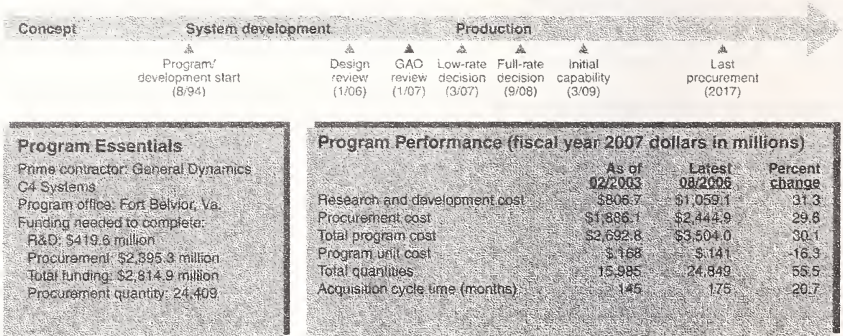 Concept System development Production
Program/ Design GAO Low-rate Full-rate Initial Last
development start review review decision decision capability procurement
(8/94) (1/06) (1/07) (3/07) (9/08) (3/09) (2017)
Program Essentials
Prime contractor: General Dynamics
C4 Systems
Program office: Fort Belvior, Va.
Funding needed to complete:
R&D: $419.6 million
Procurement: $2,395.3 million
Total funding: $2,814.9 million
Procurement quantity: 24,409
Program Performance (fiscal year 2007 dollars in millions)
As of Latest Percent
02/2003 08/2006 change
Research and development cost $806.7 $1,059.1 31.3
Procurement cost $1,886.1 $2,444.9 29.6
Total program cost $2,692.8 $3,504.0 30.1
Program unit cost $.168 $.141 -16.3
Total quantities 15,985 24,849 55.5
Acquisition cycle time (months) 145 175 20.7